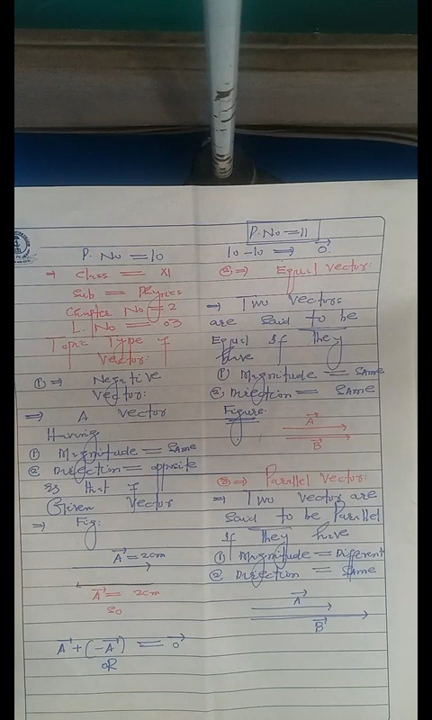 P. No = 10
→ Class = XI
Sub = Physics
Chapter No = 2
L. No = 03
Topic Type of
Vector:
① ⇒ Negative
Vector:
⇒ A Vector
Having
① Magnitude = Same
② Direction = opposite
as that of
Given Vector
⇒ Fig:
A⃗ = 2cm
A⃗ = 2cm
So
A⃗ + (-A⃗) = 0⃗
OR
P. No = 11
10 - 10 ⇒ 0⃗
② ⇒ Equal Vector:
→ Two Vectors
are Said To be
Equal if They
have
① Magnitude = Same
② Direction = Same
Figure
A⃗
B⃗
③ ⇒ Parallel Vector:
→ Two Vector are
Said To be Parallel
if They have
① Magnitude = Different
② Direction = Same
A⃗
B⃗